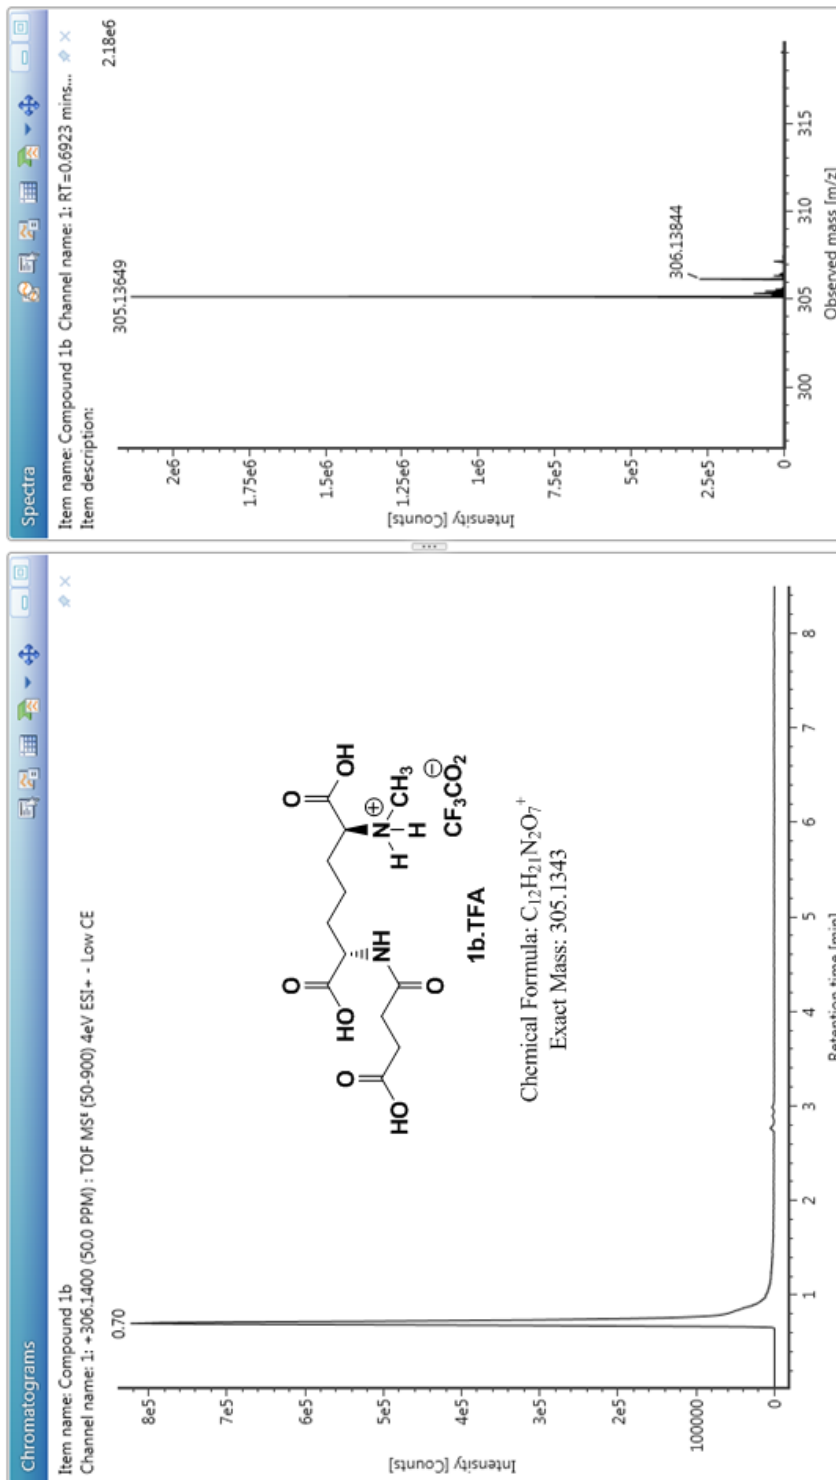 Chromatograms
Item name: Compound 1b
Channel name: 1: +306.1400 (50.0 PPM) : TOF MSᴱ (50-900) 4eV ESI+ - Low CE
0.70
8e5
7e5
6e5
5e5
4e5
3e5
2e5
100000
0
Intensity [Counts]
1
2
3
4
5
6
7
8
Retention time [min]
O
OH
HO
O
NH
N
⊕
H
H
CH3
O
O
HO
CF3CO2
⊖
1b.TFA
Chemical Formula: C12H21N2O7+
Exact Mass: 305.1343
Spectra
Item name: Compound 1b Channel name: 1: RT=0.6923 mins...
Item description:
2.18e6
305.13649
306.13844
2e6
1.75e6
1.5e6
1.25e6
1e6
7.5e5
5e5
2.5e5
0
Intensity [Counts]
300
305
310
315
Observed mass [m/z]